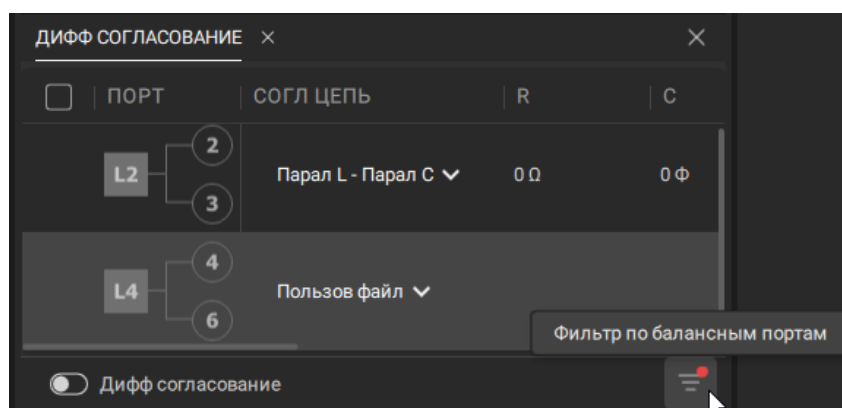 ДИФФ СОГЛАСОВАНИЕ
ПОРТ СОГЛ ЦЕПЬ R C
2
L2 Парал L - Парал C 0 Ω 0 Ф
3
4
L4 Пользов файл
6
Фильтр по балансным портам
Дифф согласование